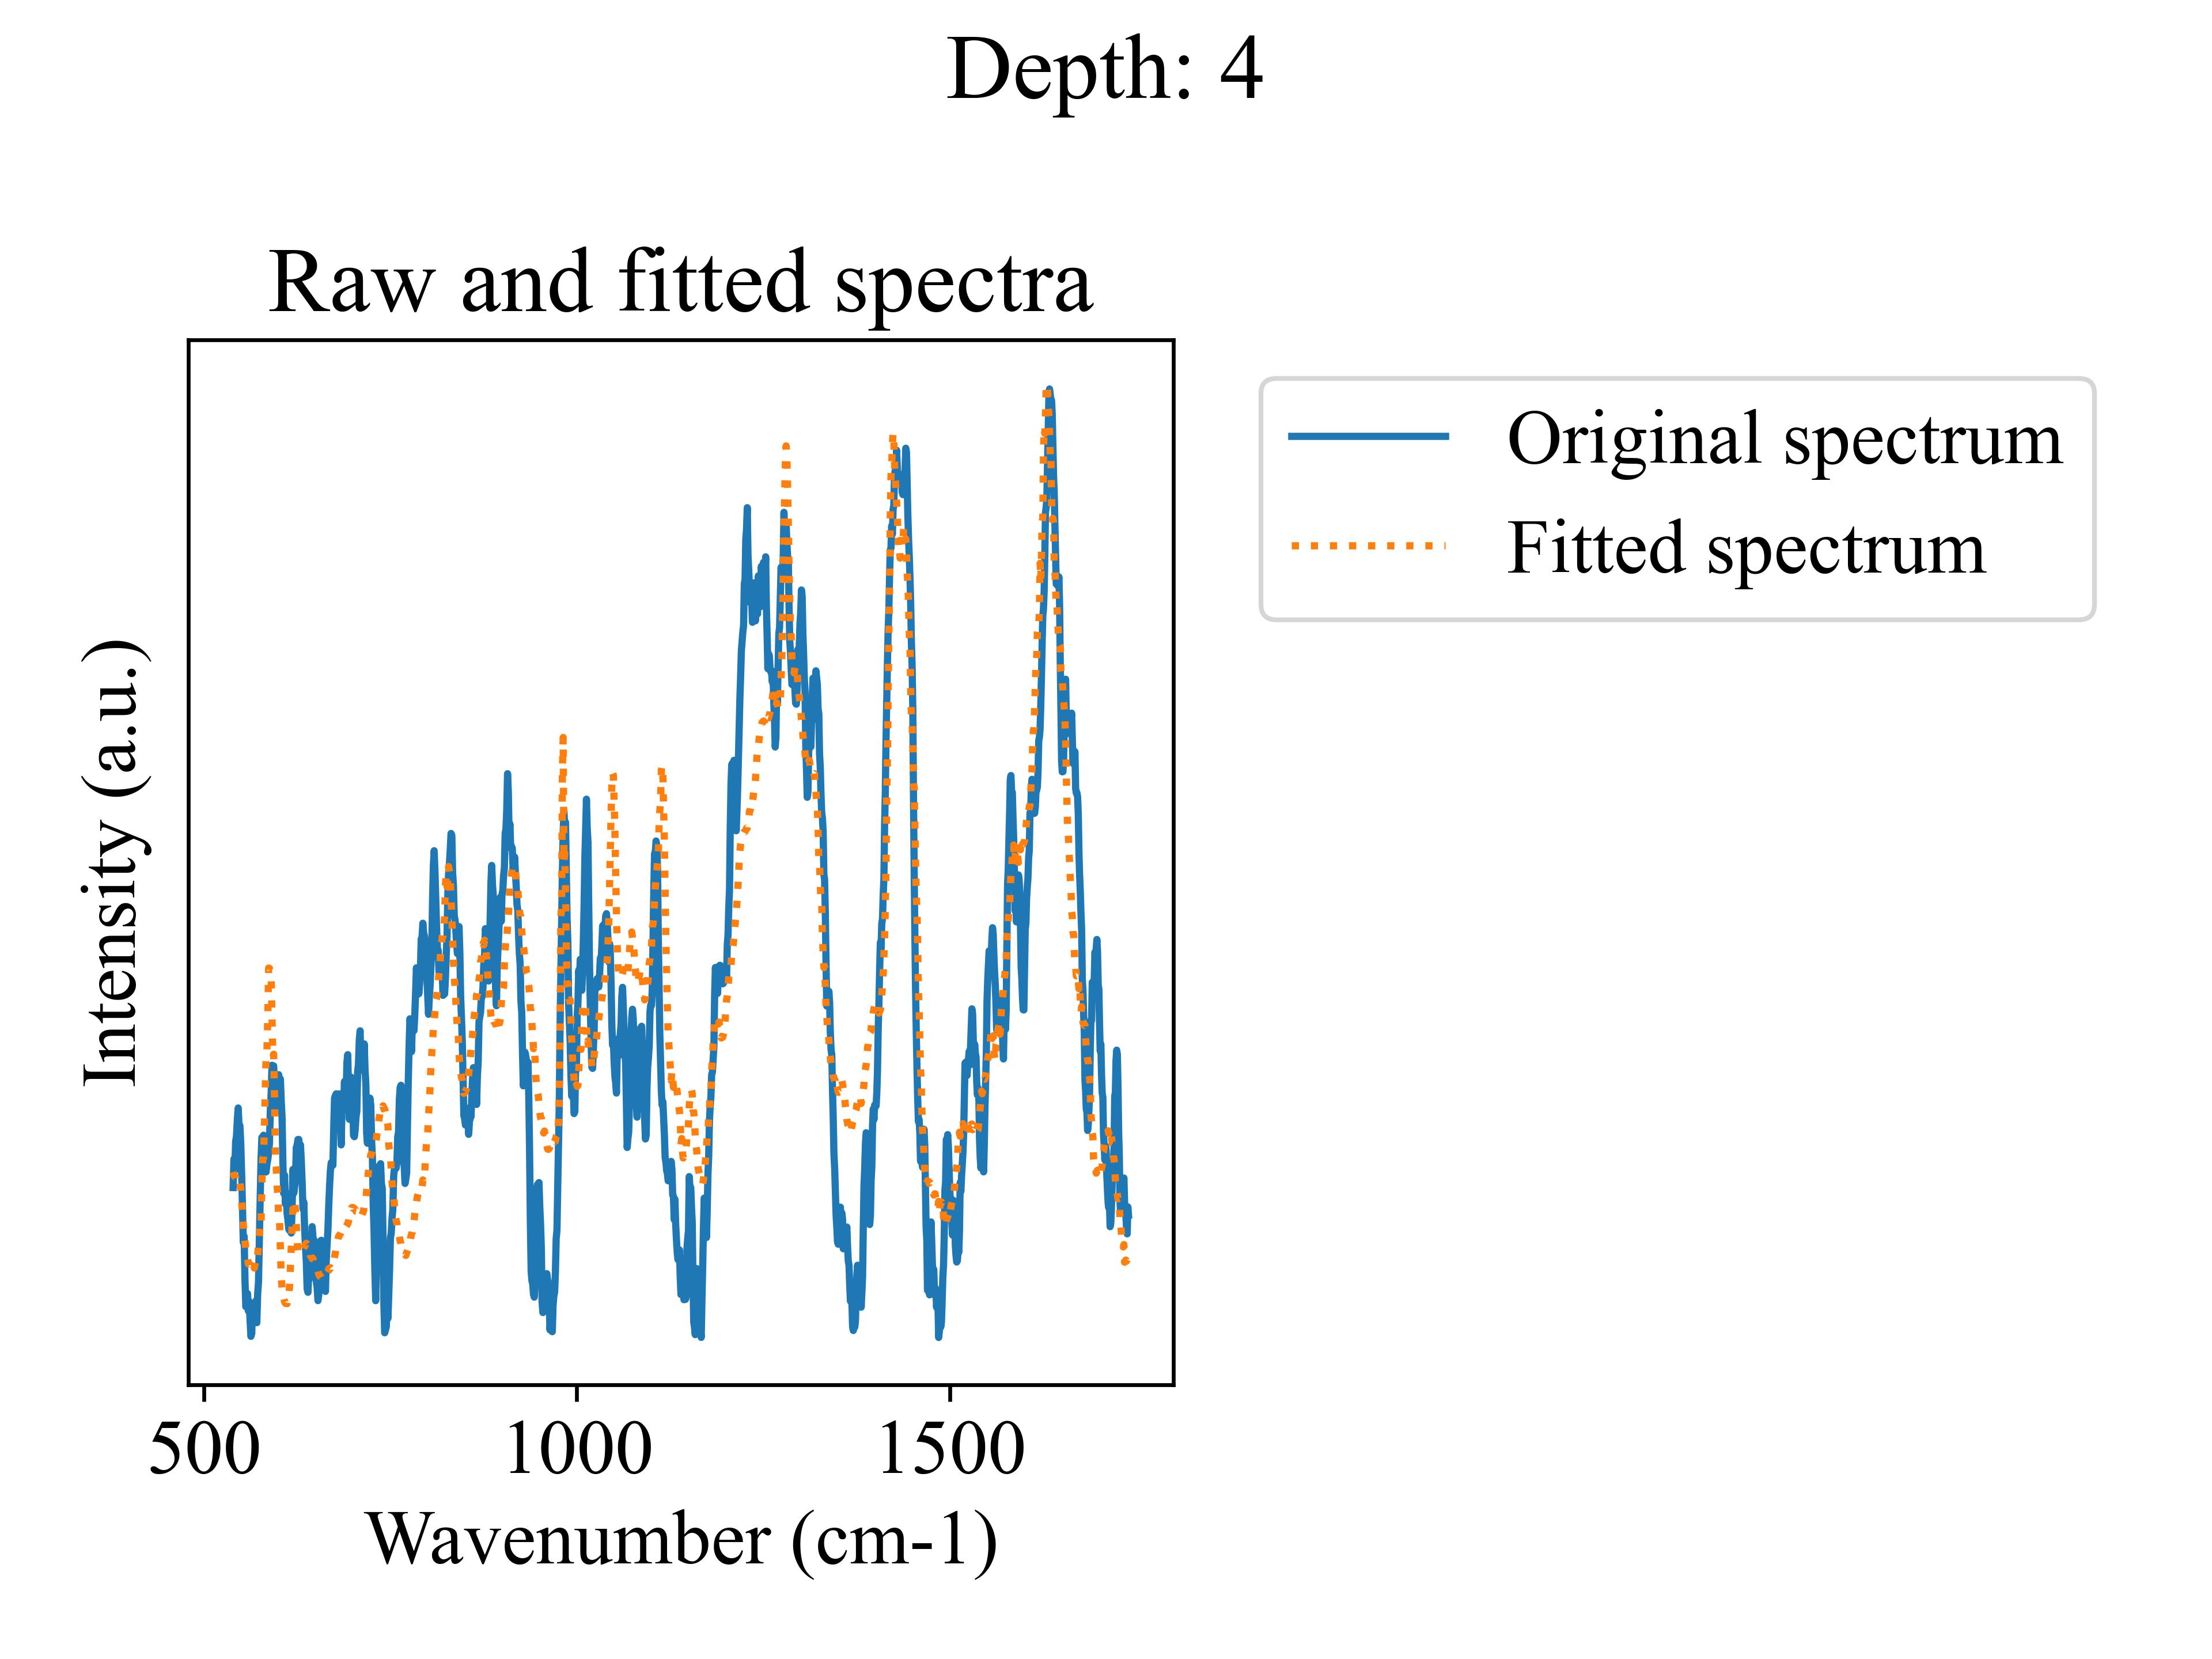 Depth: 4
Raw and fitted spectra
Original spectrum
Fitted spectrum
Intensity (a.u.)
500 1000 1500
Wavenumber (cm-1)